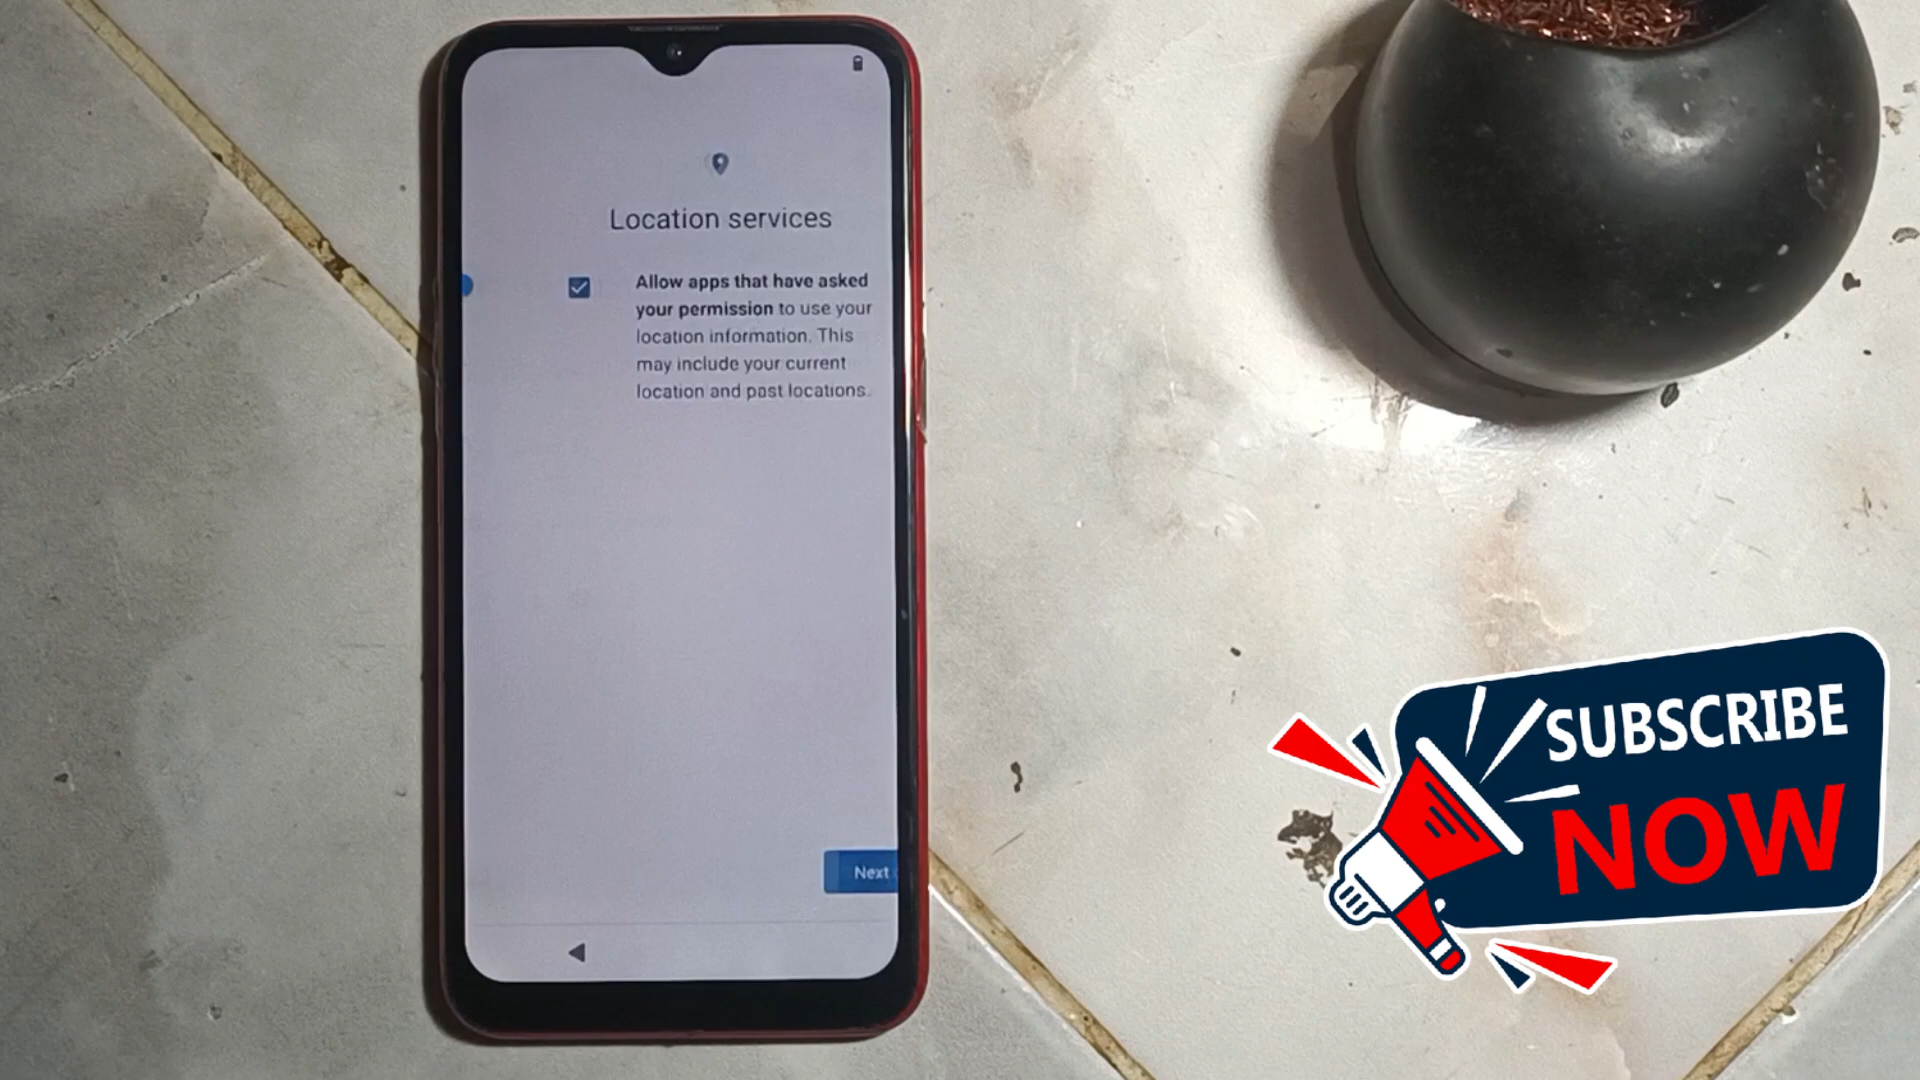 Location services
Allow apps that have asked
your permission to use your
location information. This
may include your current
location and past locations.
Next
SUBSCRIBE
NOW